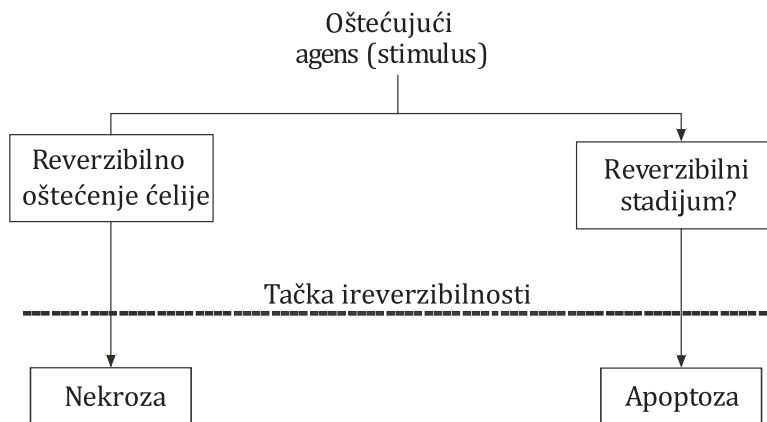 Oštećujući
agens (stimulus)
Reverzibilno
oštećenje ćelije
Reverzibilni
stadijum?
Tačka ireverzibilnosti
Nekroza
Apoptoza